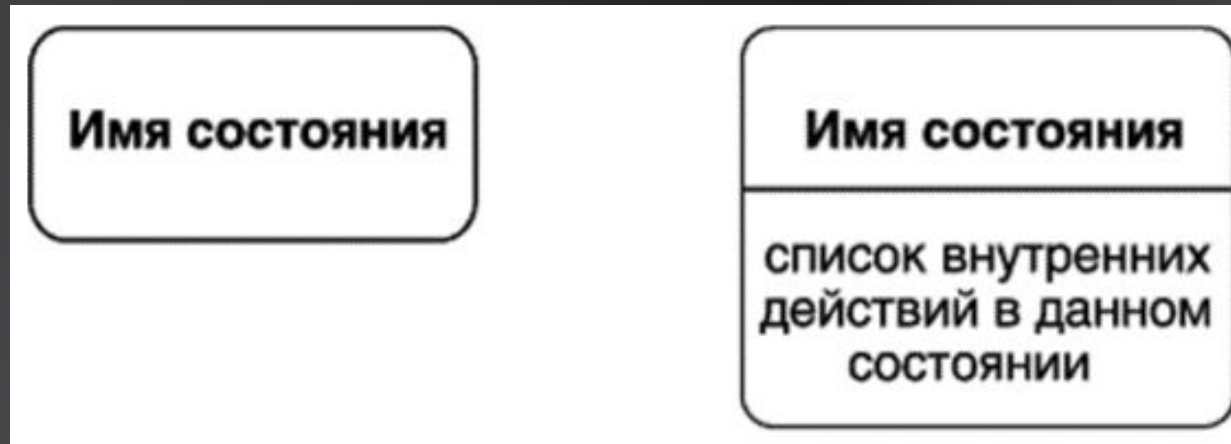 Имя состояния
Имя состояния
список внутренних
действий в данном
состоянии